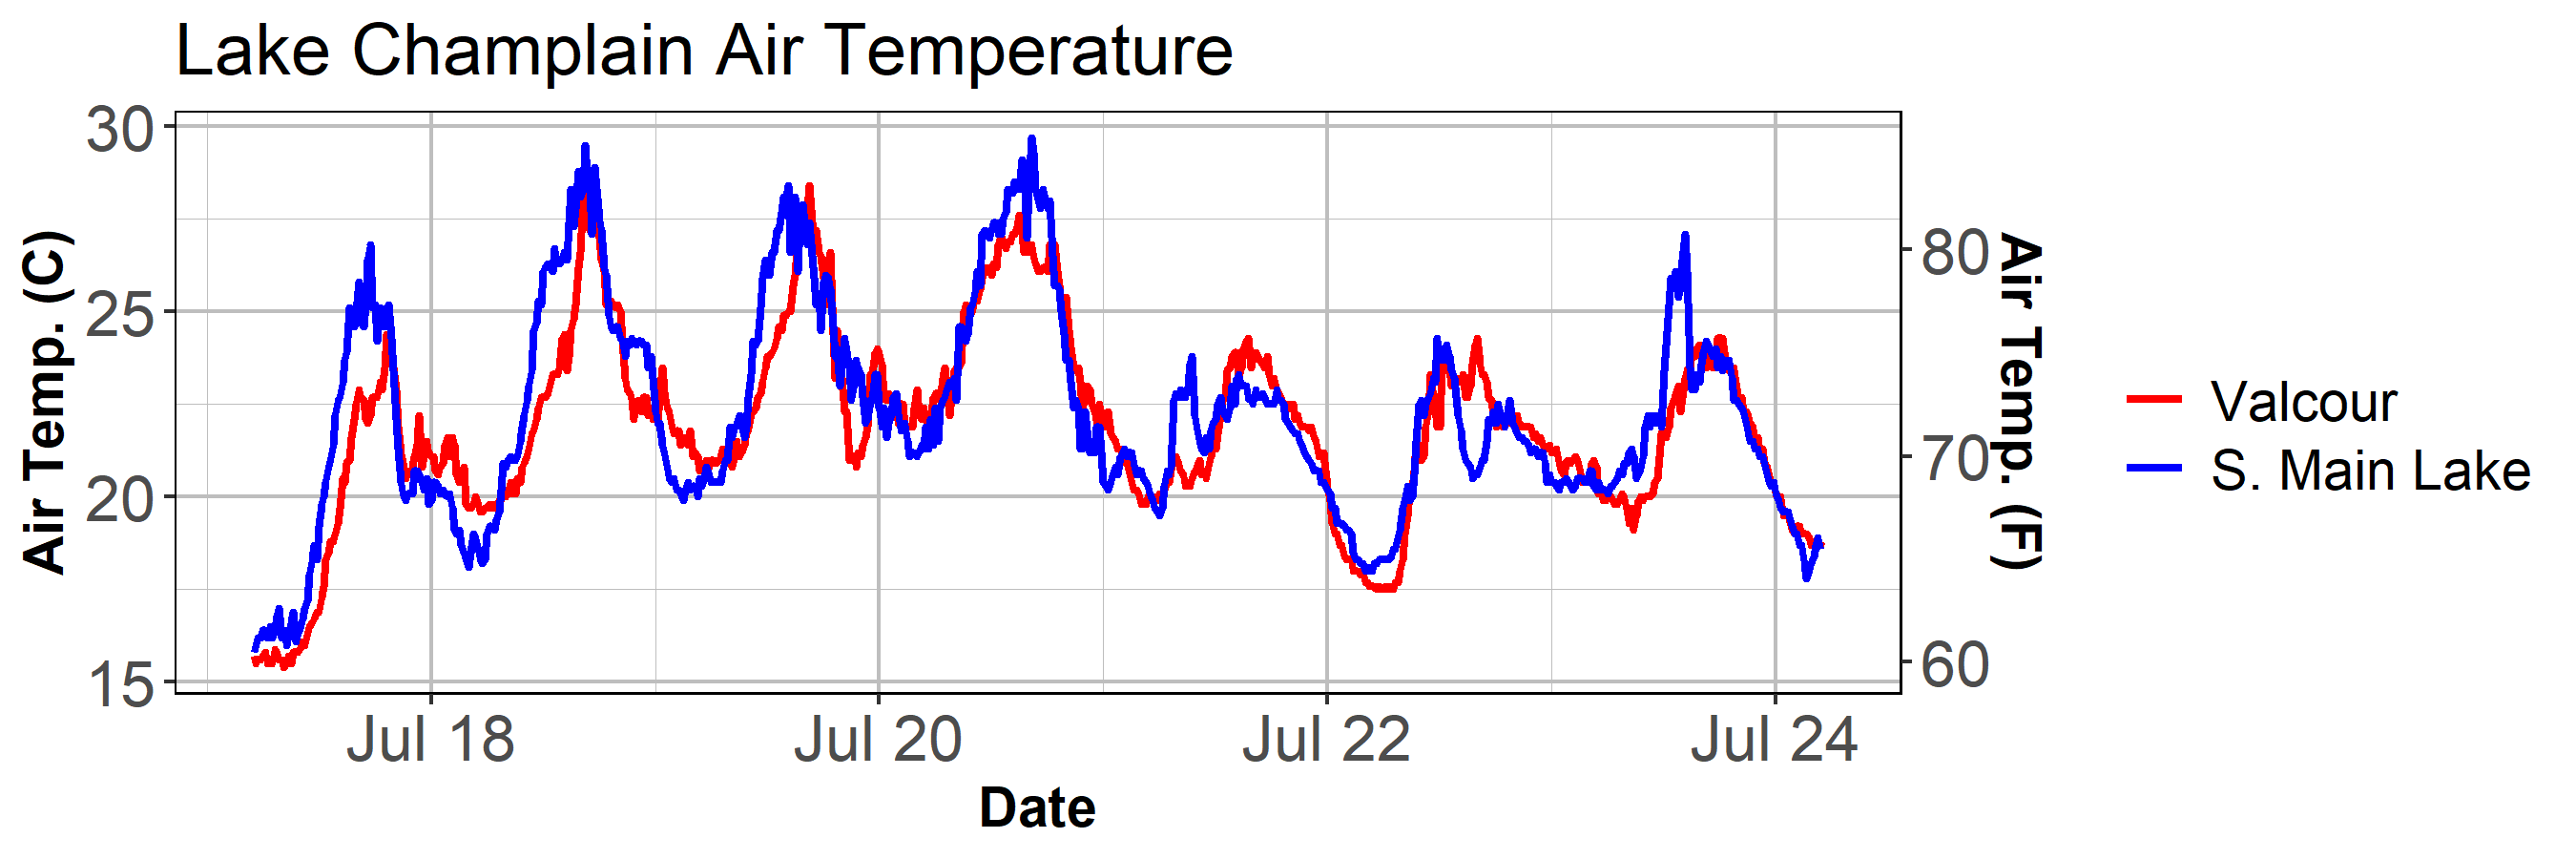 Lake Champlain Air Temperature
Air Temp. (C)
30
25
20
15
Jul 18
Jul 20
Jul 22
Jul 24
Date
80
70
60
Air Temp. (F)
Valcour
S. Main Lake